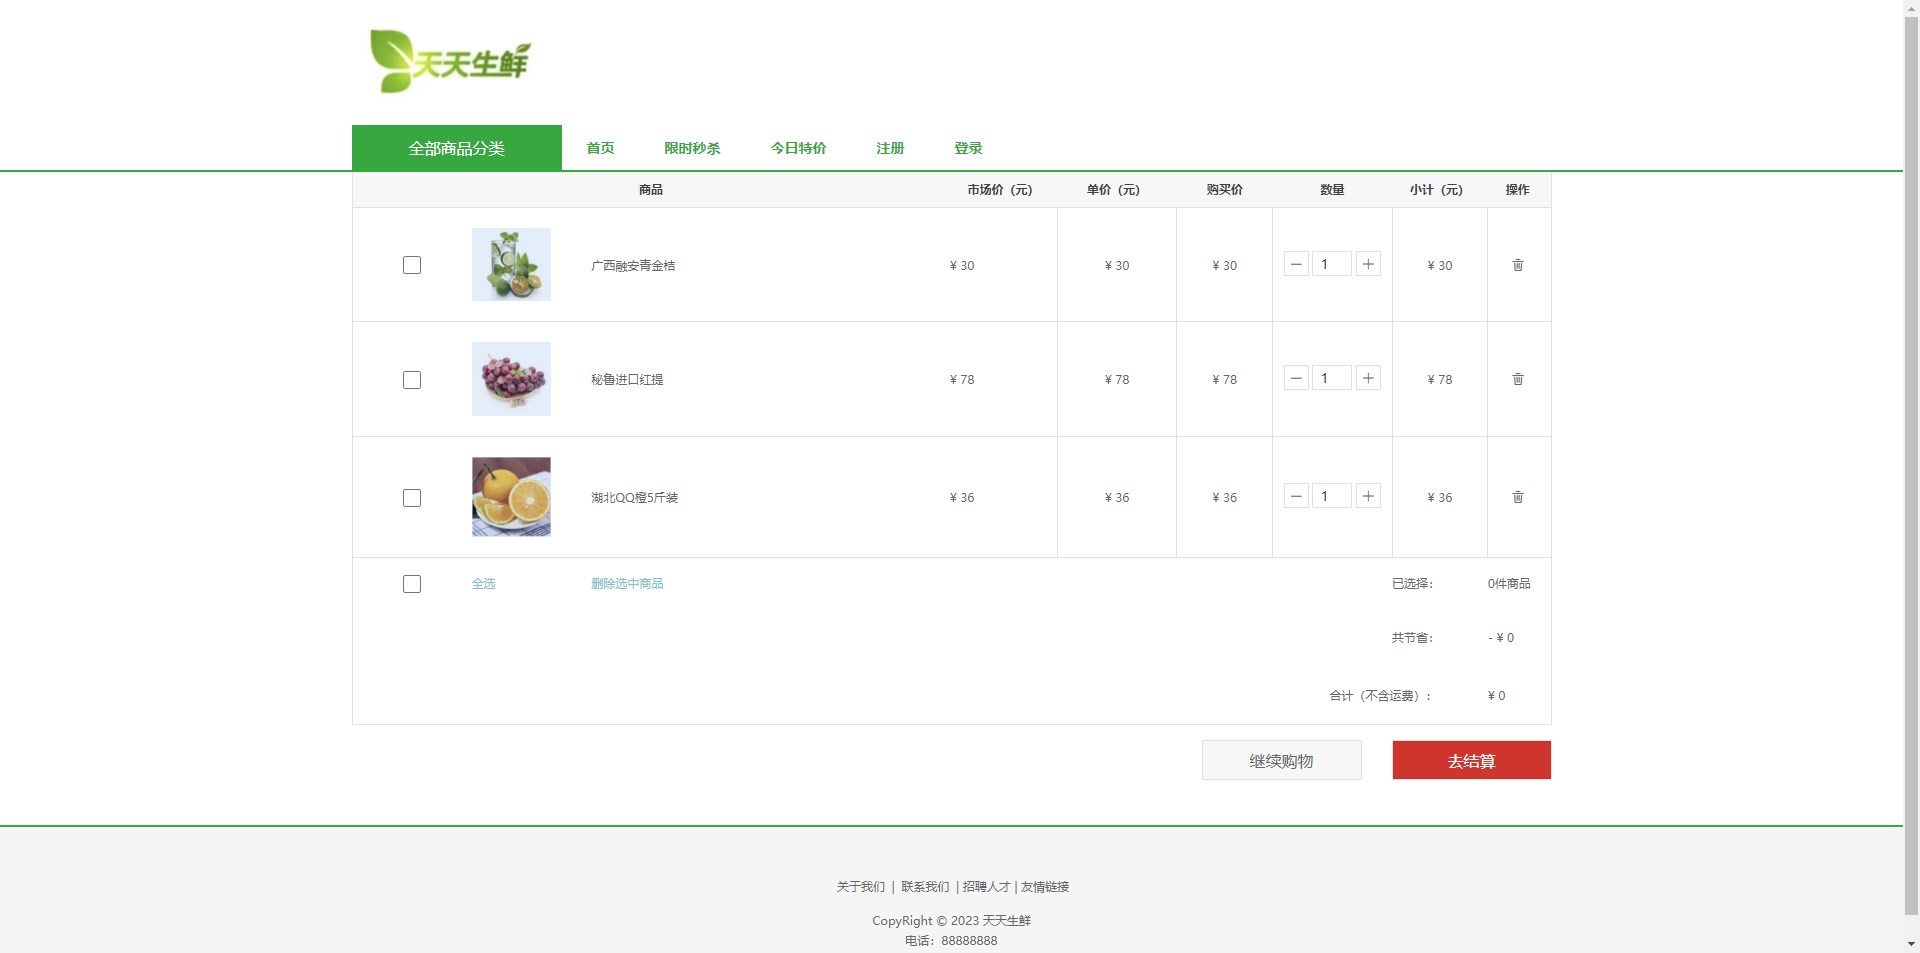 天天生鲜
全部商品分类 首页 限时秒杀 今日特价 注册 登录
商品 市场价（元） 单价（元） 购买价 数量 小计（元） 操作
广西融安青金桔 ¥ 30 ¥ 30 ¥ 30 1 ¥ 30
秘鲁进口红提 ¥ 78 ¥ 78 ¥ 78 1 ¥ 78
湖北QQ橙5斤装 ¥ 36 ¥ 36 ¥ 36 1 ¥ 36
全选 删除选中商品 已选择： 0件商品
共节省： - ¥ 0
合计（不含运费）： ¥ 0
继续购物 去结算
关于我们 | 联系我们 | 招聘人才 | 友情链接
CopyRight © 2023 天天生鲜
电话：88888888